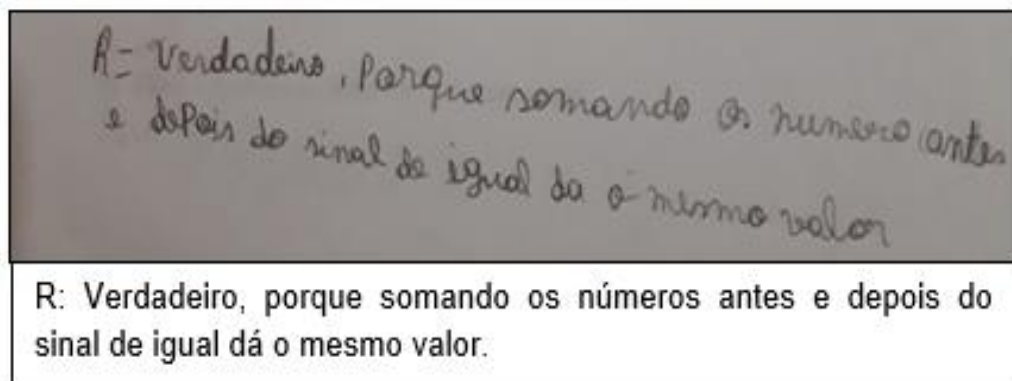 R= Verdadeiro, Porque somando os numero antes
e depois do sinal de igual da o mesmo valor
R: Verdadeiro, porque somando os números antes e depois do
sinal de igual dá o mesmo valor.